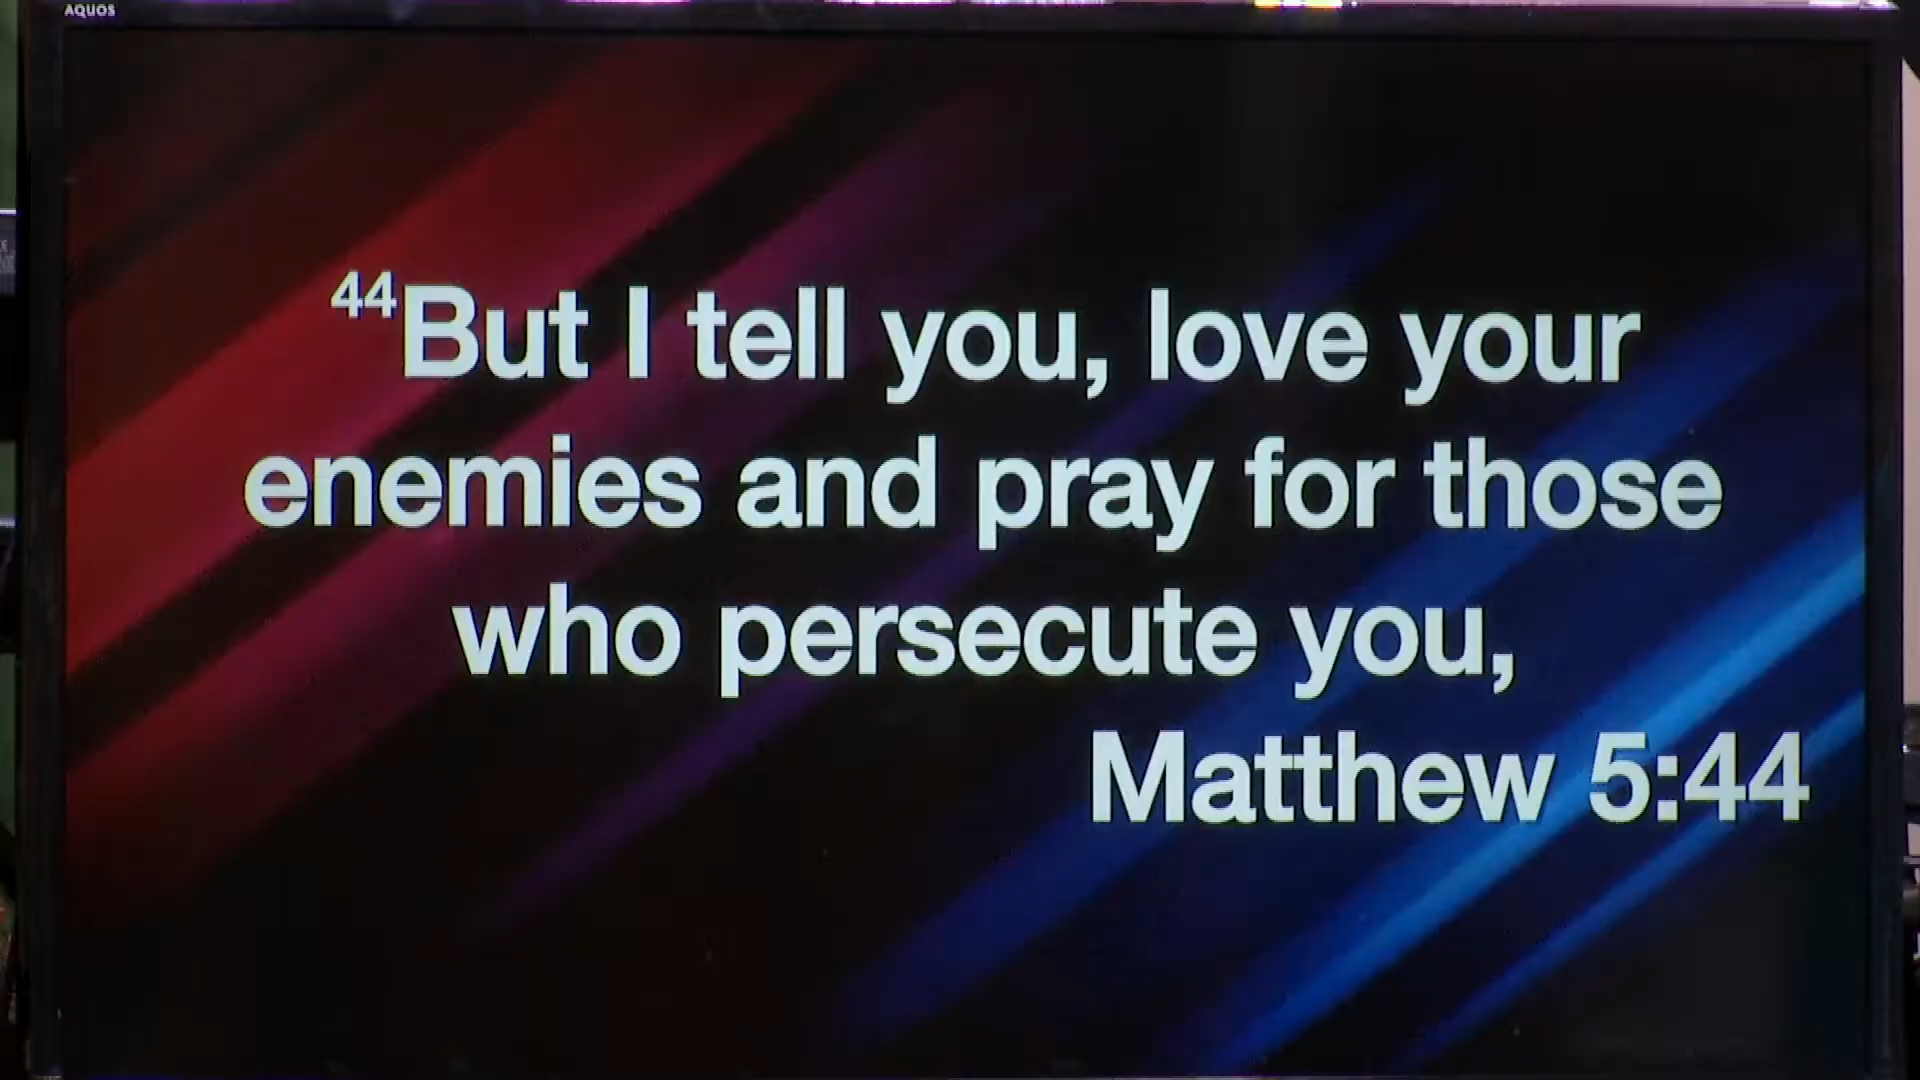 AQUOS
44But I tell you, love your
enemies and pray for those
who persecute you,
Matthew 5:44